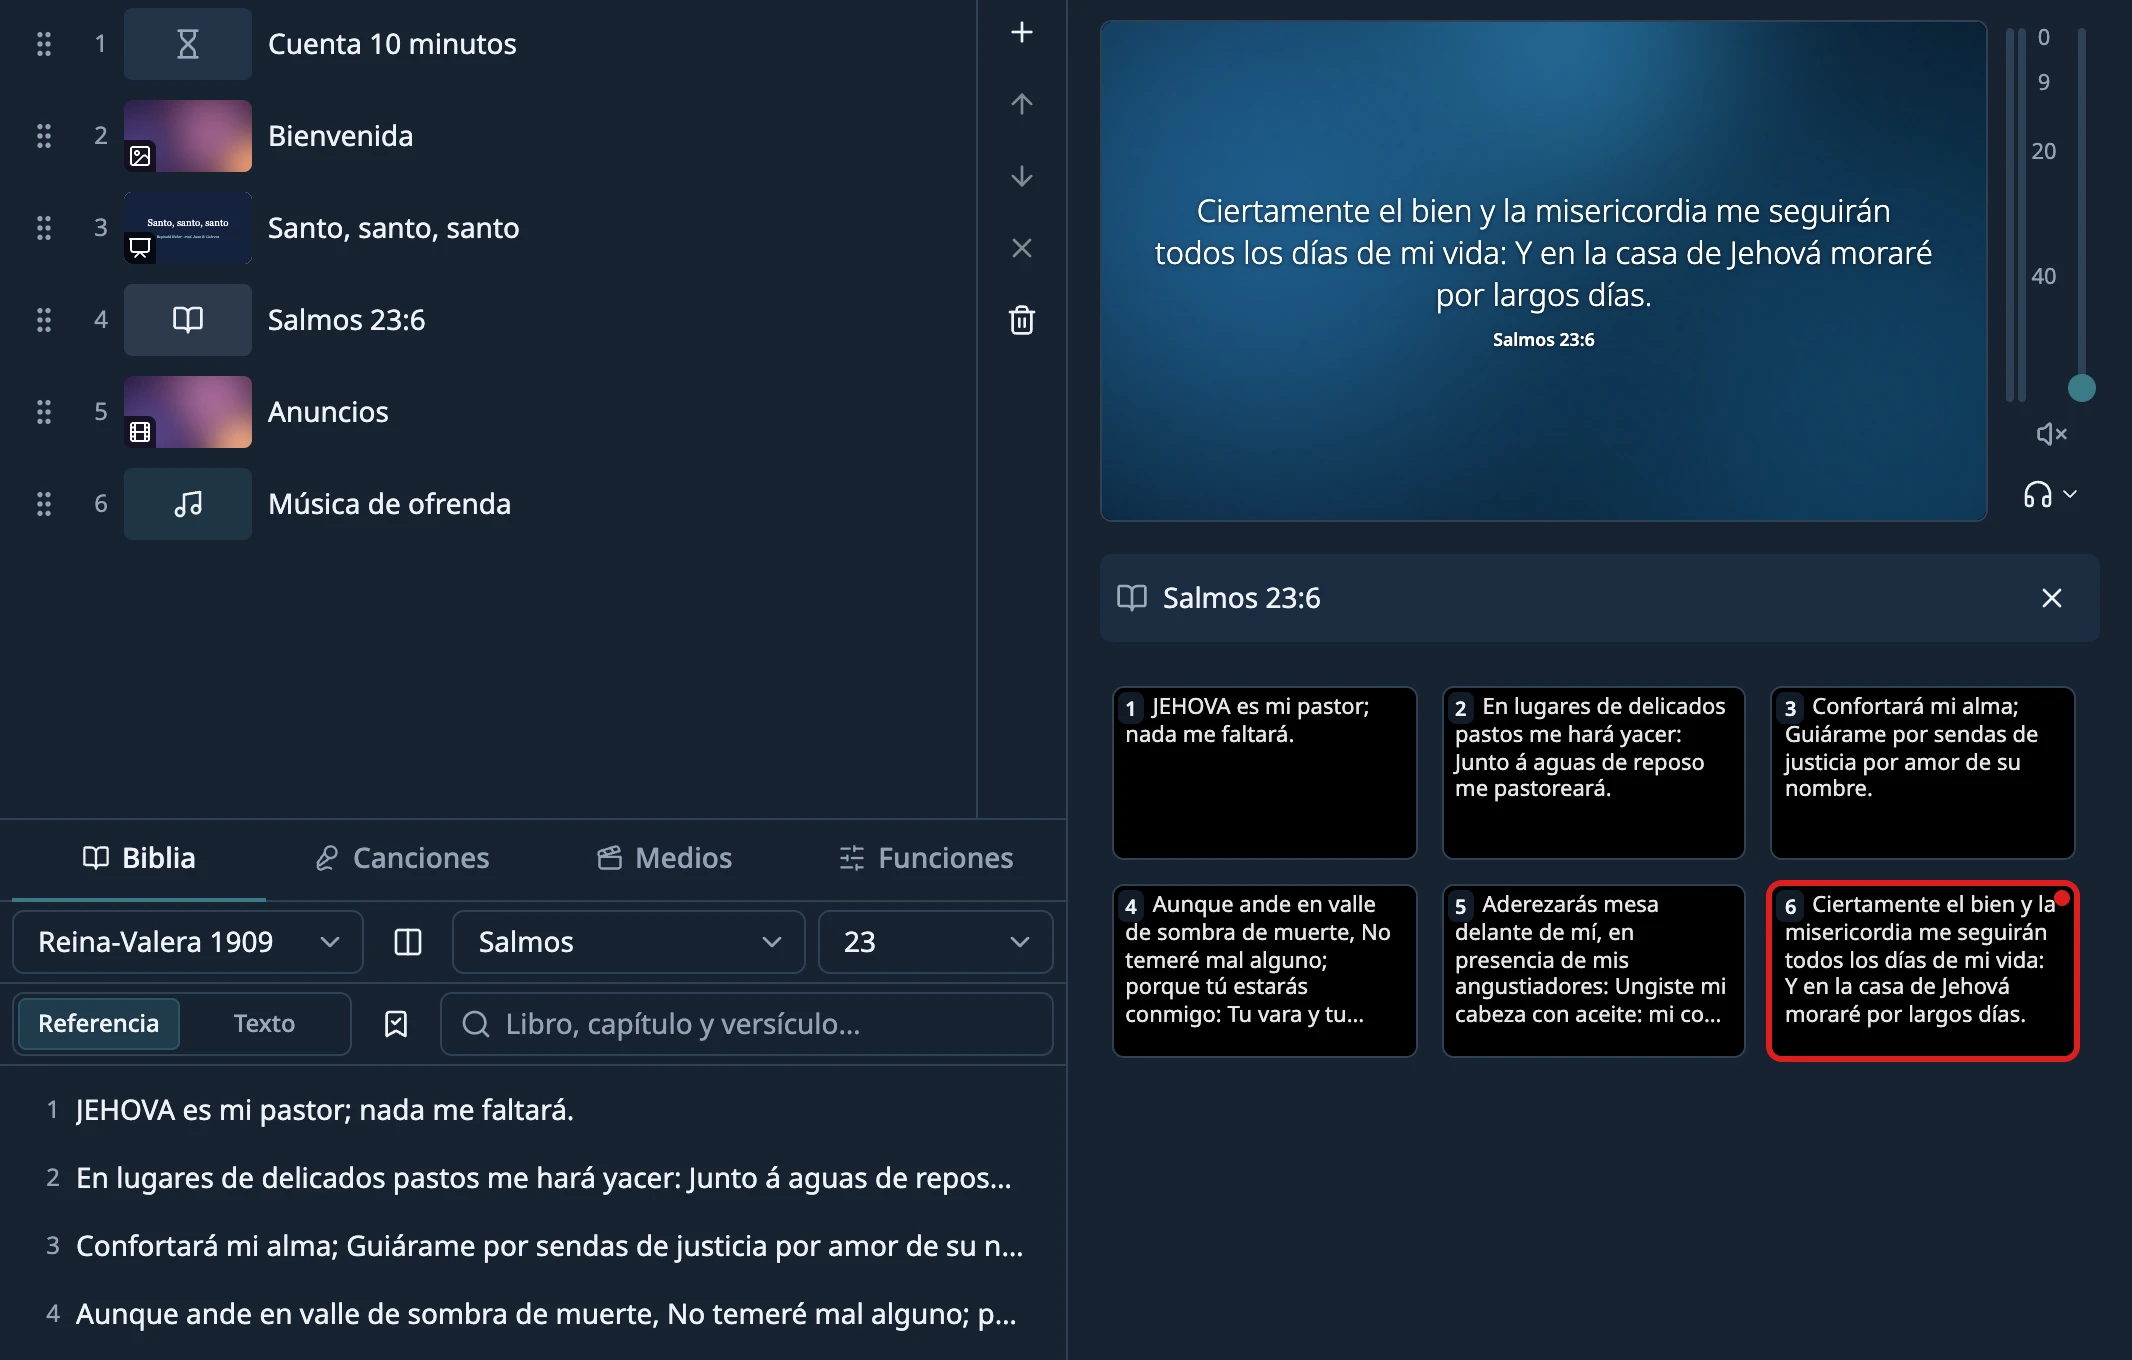 1 Cuenta 10 minutos
2 Bienvenida
Santo, santo, santo
3 Santo, santo, santo
4 Salmos 23:6
5 Anuncios
6 Música de ofrenda
Ciertamente el bien y la misericordia me seguirán
todos los días de mi vida: Y en la casa de Jehová moraré
por largos días.
Salmos 23:6
0
9
20
40
Salmos 23:6
1 JEHOVA es mi pastor;
nada me faltará.
2 En lugares de delicados
pastos me hará yacer:
Junto á aguas de reposo
me pastoreará.
3 Confortará mi alma;
Guiárame por sendas de
justicia por amor de su
nombre.
4 Aunque ande en valle
de sombra de muerte, No
temeré mal alguno;
porque tú estarás
conmigo: Tu vara y tu...
5 Aderezarás mesa
delante de mí, en
presencia de mis
angustiadores: Ungiste mi
cabeza con aceite: mi co...
6 Ciertamente el bien y la
misericordia me seguirán
todos los días de mi vida:
Y en la casa de Jehová
moraré por largos días.
Biblia Canciones Medios Funciones
Reina-Valera 1909 Salmos 23
Referencia Texto Libro, capítulo y versículo...
1 JEHOVA es mi pastor; nada me faltará.
2 En lugares de delicados pastos me hará yacer: Junto á aguas de repos...
3 Confortará mi alma; Guiárame por sendas de justicia por amor de su n...
4 Aunque ande en valle de sombra de muerte, No temeré mal alguno; p...